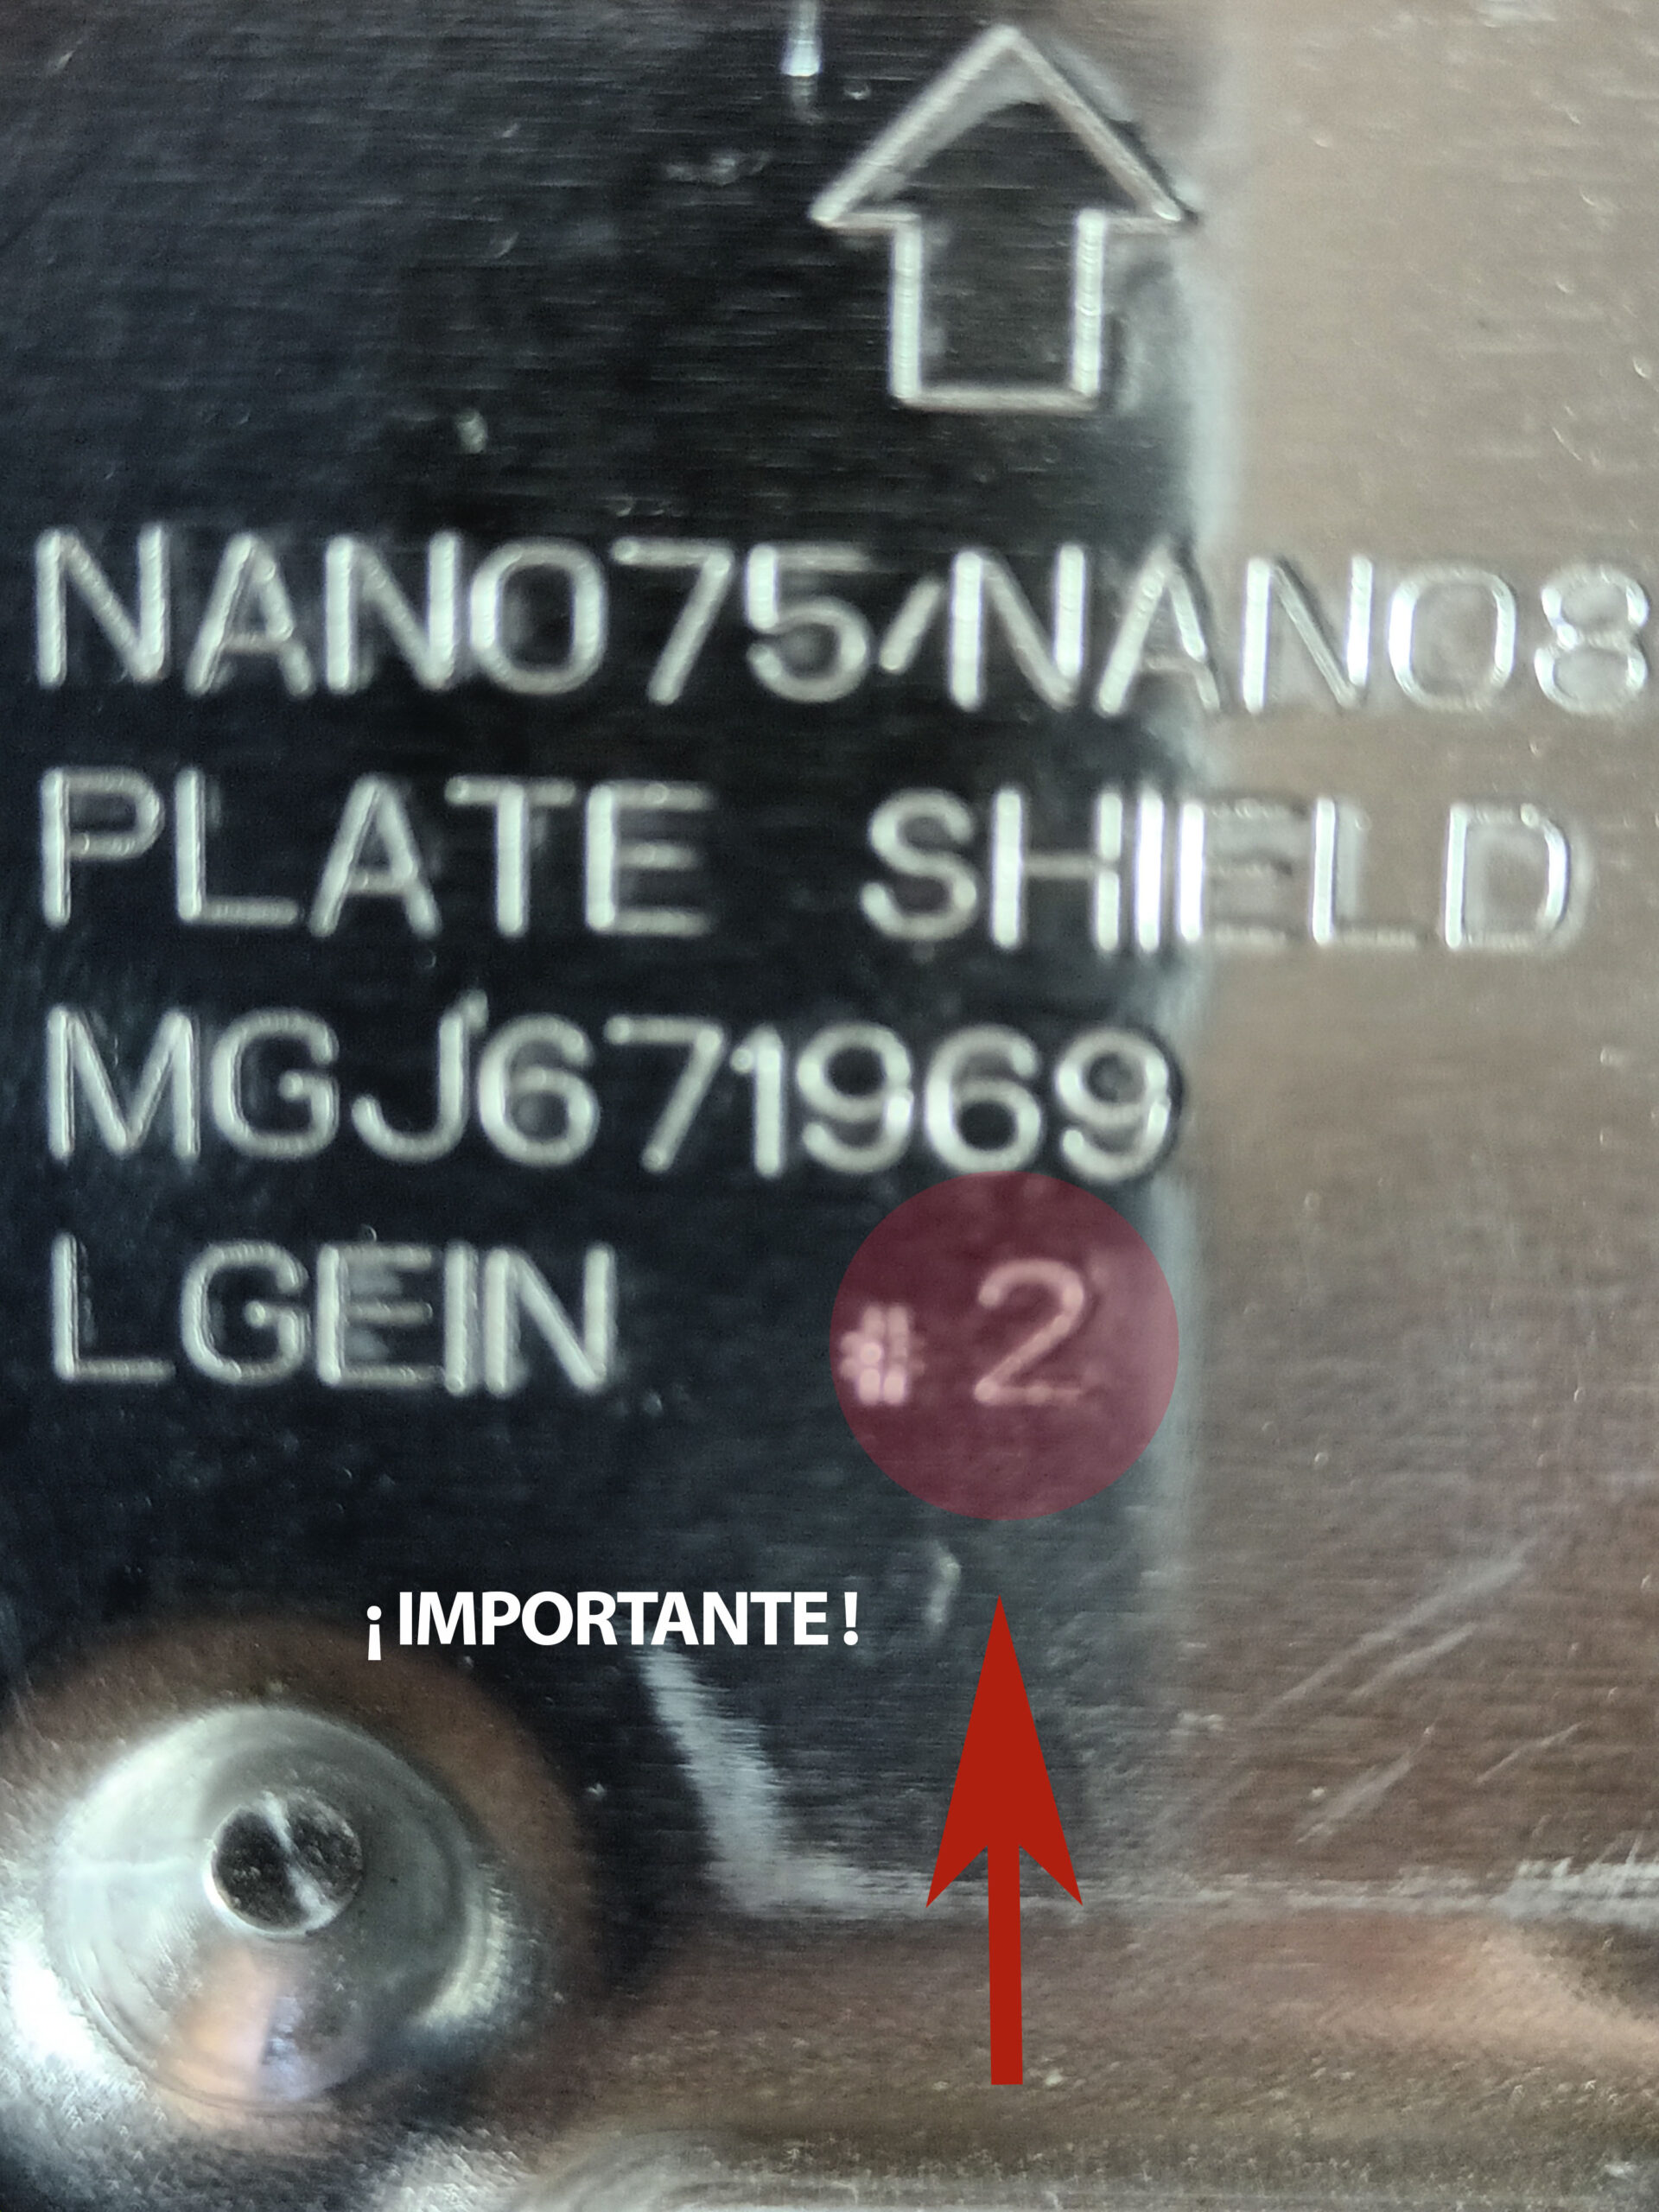 NANO75/NANO8
PLATE SHIELD
MGJ671969
LGEIN #2
¡IMPORTANTE!